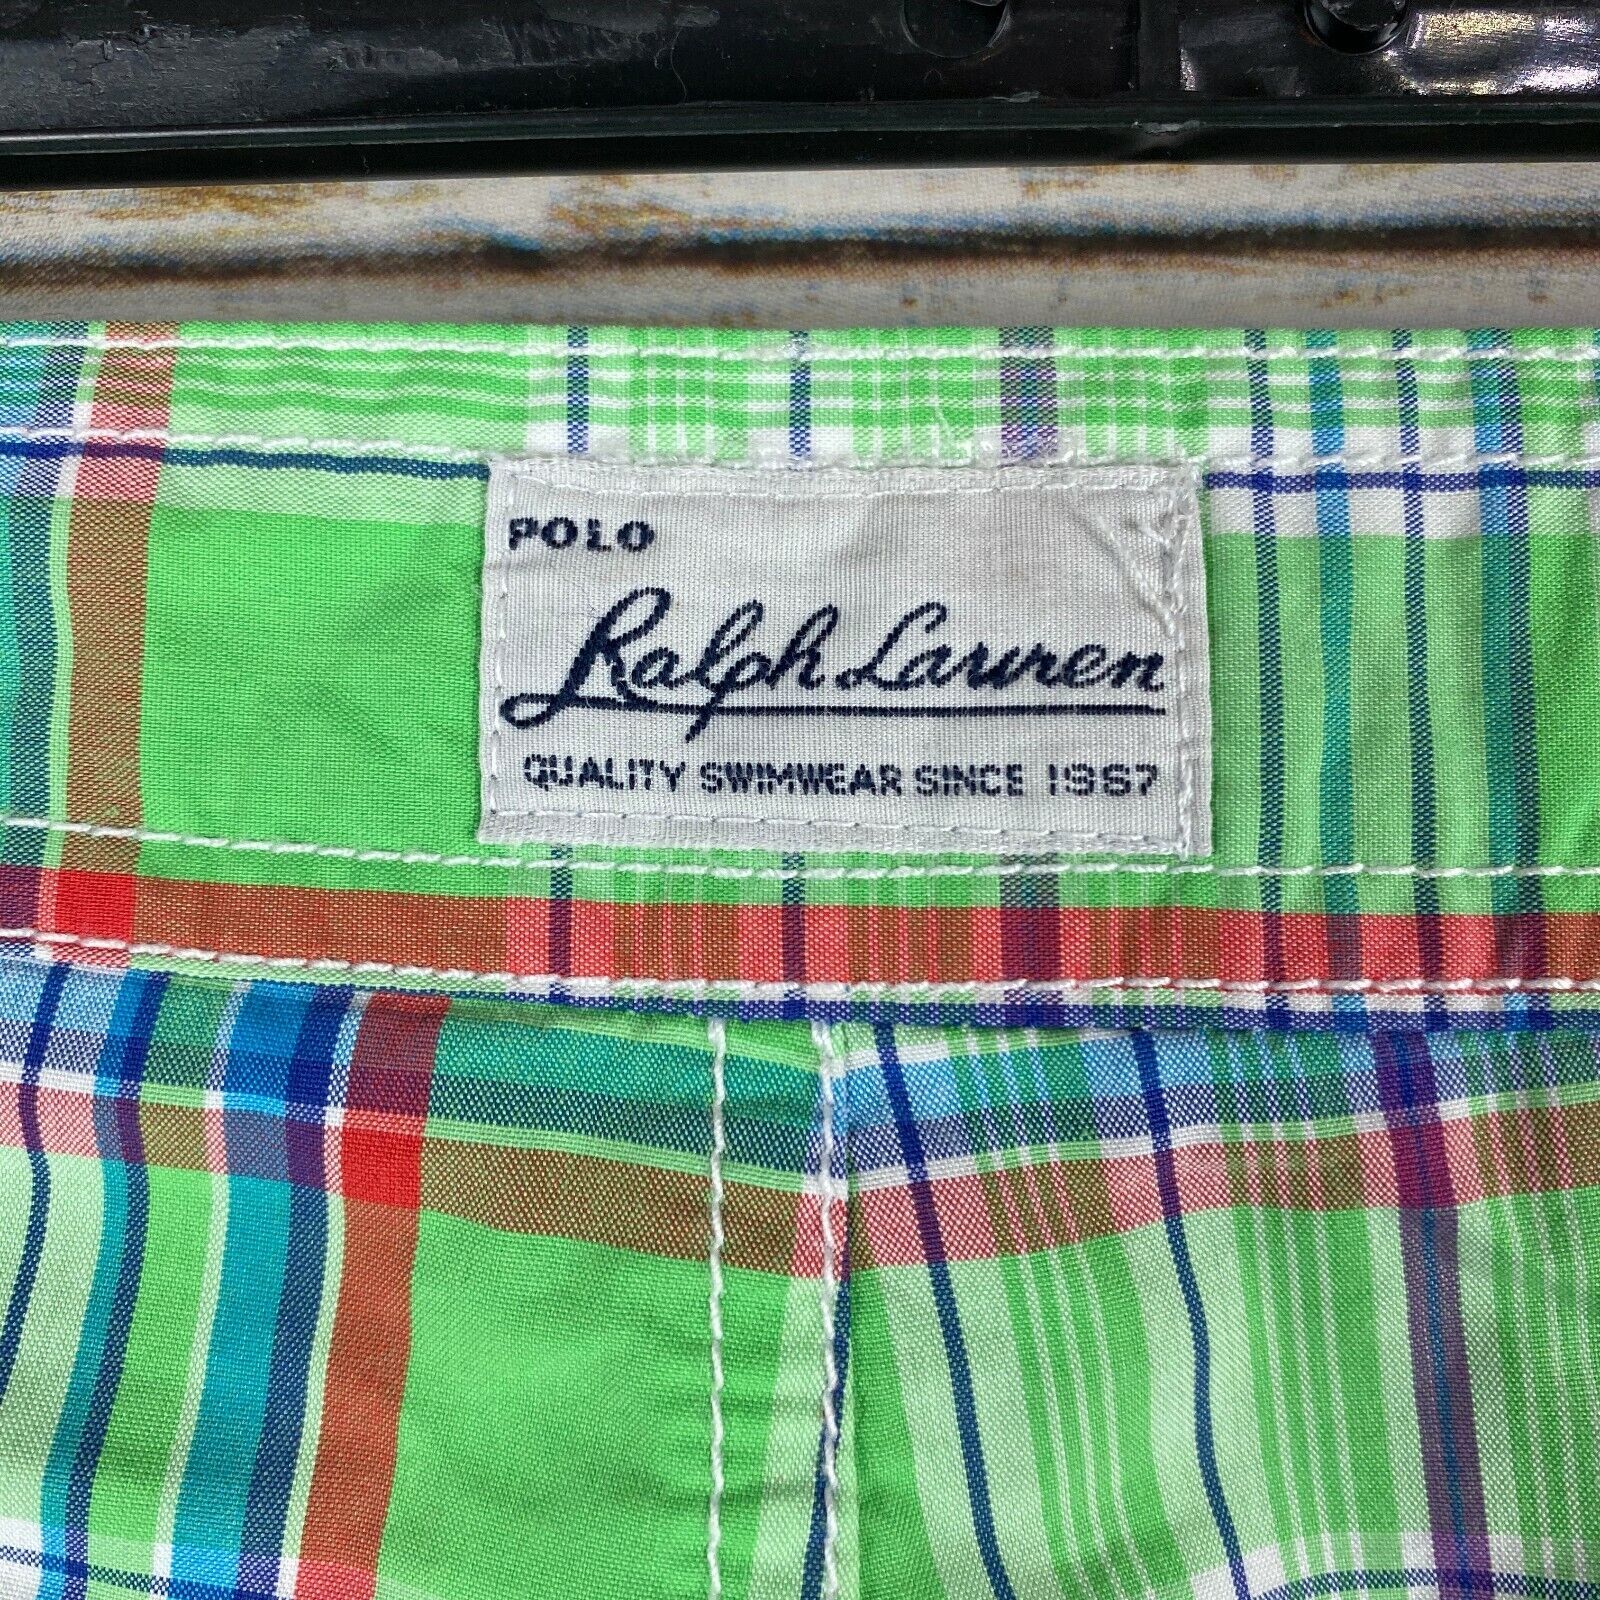 POLO
Ralph Lauren
QUALITY SWIMWEAR SINCE 1967